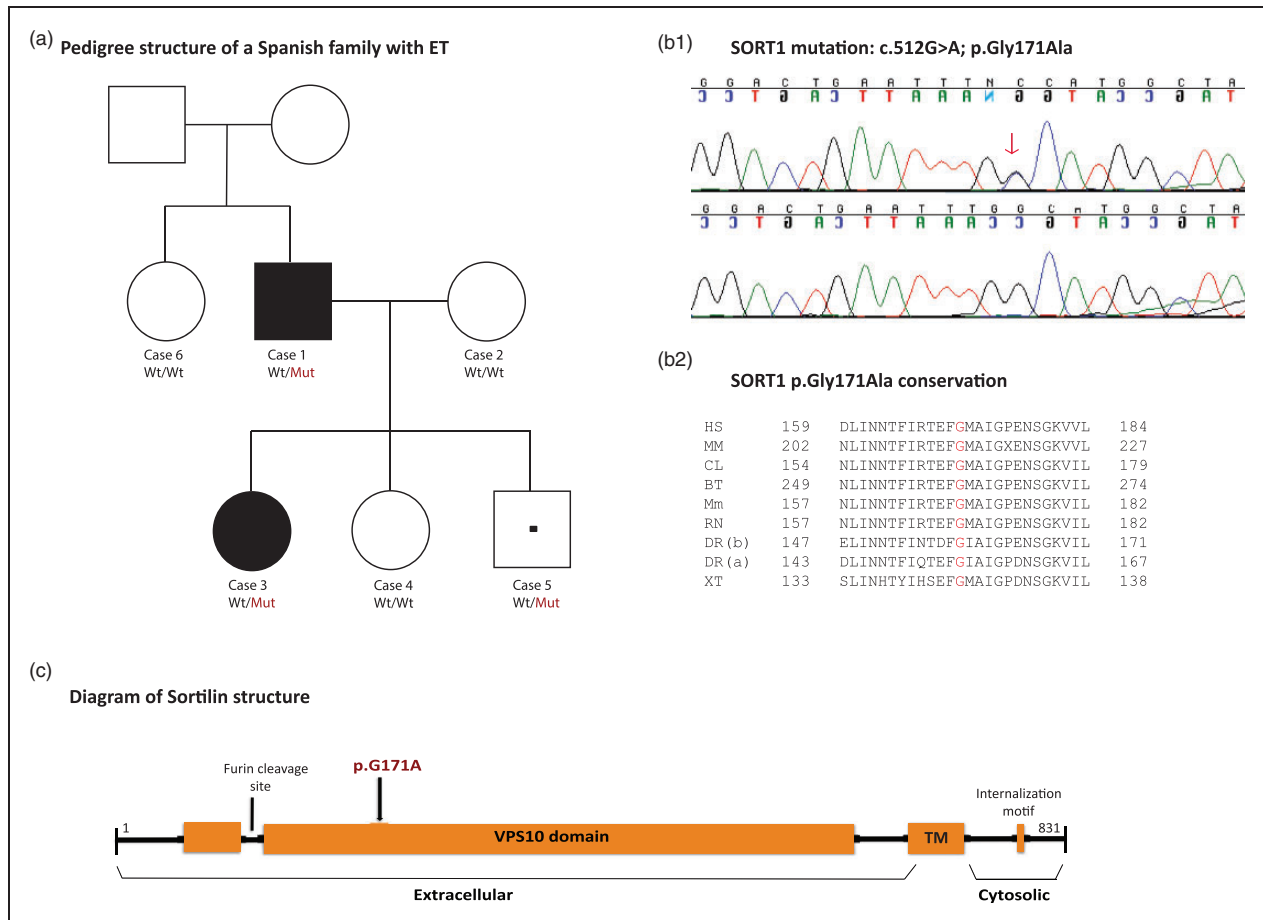 (a) Pedigree structure of a Spanish family with ET
Case 6
Wt/Wt
Case 1
Wt/Mut
Case 2
Wt/Wt
Case 3
Wt/Mut
Case 4
Wt/Wt
Case 5
Wt/Mut
(b1) SORT1 mutation: c.512G>A; p.Gly171Ala
G G A C T G A A T T T N C C A T G G C T A
C C T G A C T T A A A N G G T A C C G A T
G G A C T G A A T T T G G C n T G G C T A
C C T G A C T T A A A C C G T A C C G A T
(b2) SORT1 p.Gly171Ala conservation
HS 159 DLINNTFIRTEFGMAIGPENSGKVVL 184
MM 202 NLINNTFIRTEFGMAIGXENSGKVIL 227
CL 154 NLINNTFIRTEFGMAIGPENSGKVIL 179
BT 249 NLINNTFIRTEFGMAIGPENSGKVIL 274
Mm 157 NLINNTFIRTEFGMAIGPENSGKVIL 182
RN 157 NLINNTFIRTEFGMAIGPENSGKVIL 182
DR(b) 147 ELINNTFINTDFGIAIGPENSGKVIL 171
DR(a) 143 DLINNTFIQTEFGIAIGPDNSGKVIL 167
XT 133 SLINHTYIHSEFGMAIGPDNSGKVIL 138
(c)
Diagram of Sortilin structure
Furin cleavage
site
p.G171A
Internalization
motif
1
VPS10 domain
TM
831
Extracellular
Cytosolic